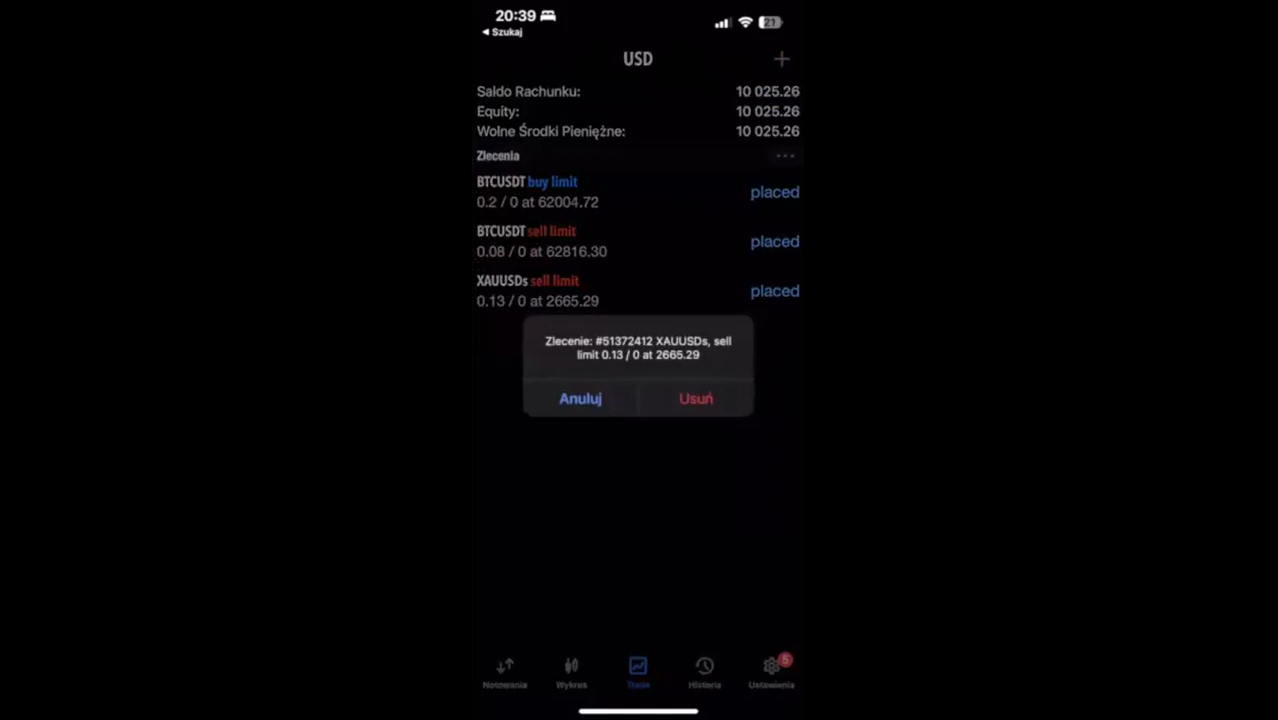 20:39
21
◀ Szukaj
USD
Saldo Rachunku: 10 025.26
Equity: 10 025.26
Wolne Środki Pieniężne: 10 025.26
Zlecenia
BTCUSDT buy limit
0.2 / 0 at 62004.72
placed
BTCUSDT sell limit
0.08 / 0 at 62816.30
placed
XAUUSDs sell limit
0.13 / 0 at 2665.29
placed
Zlecenie: #51372412 XAUUSDs, sell
limit 0.13 / 0 at 2665.29
Anuluj Usuń
5
Notowania Wykres Trade Historia Ustawienia